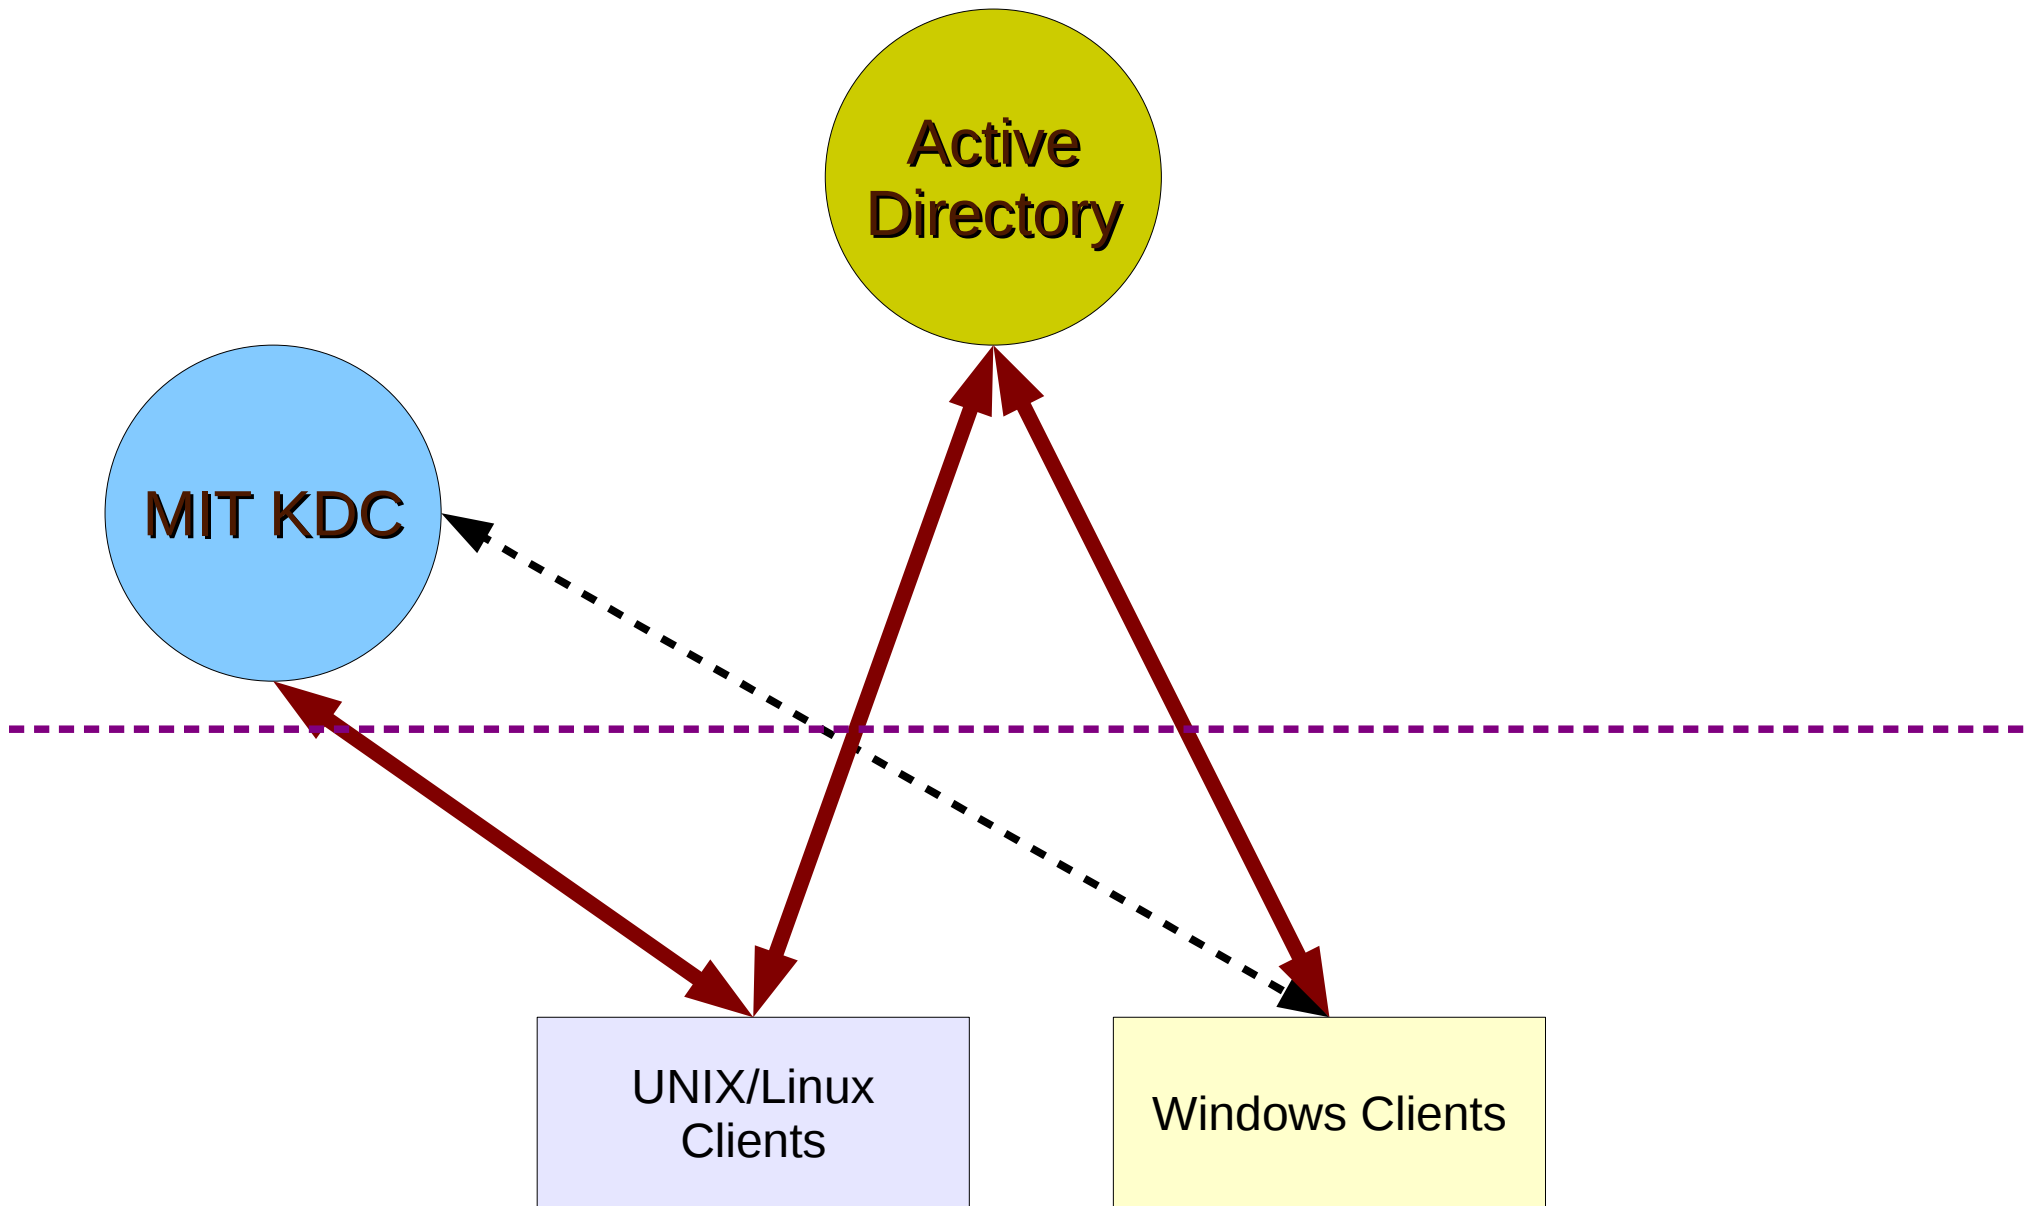 Active
Directory
MIT KDC
UNIX/Linux
Clients
Windows Clients